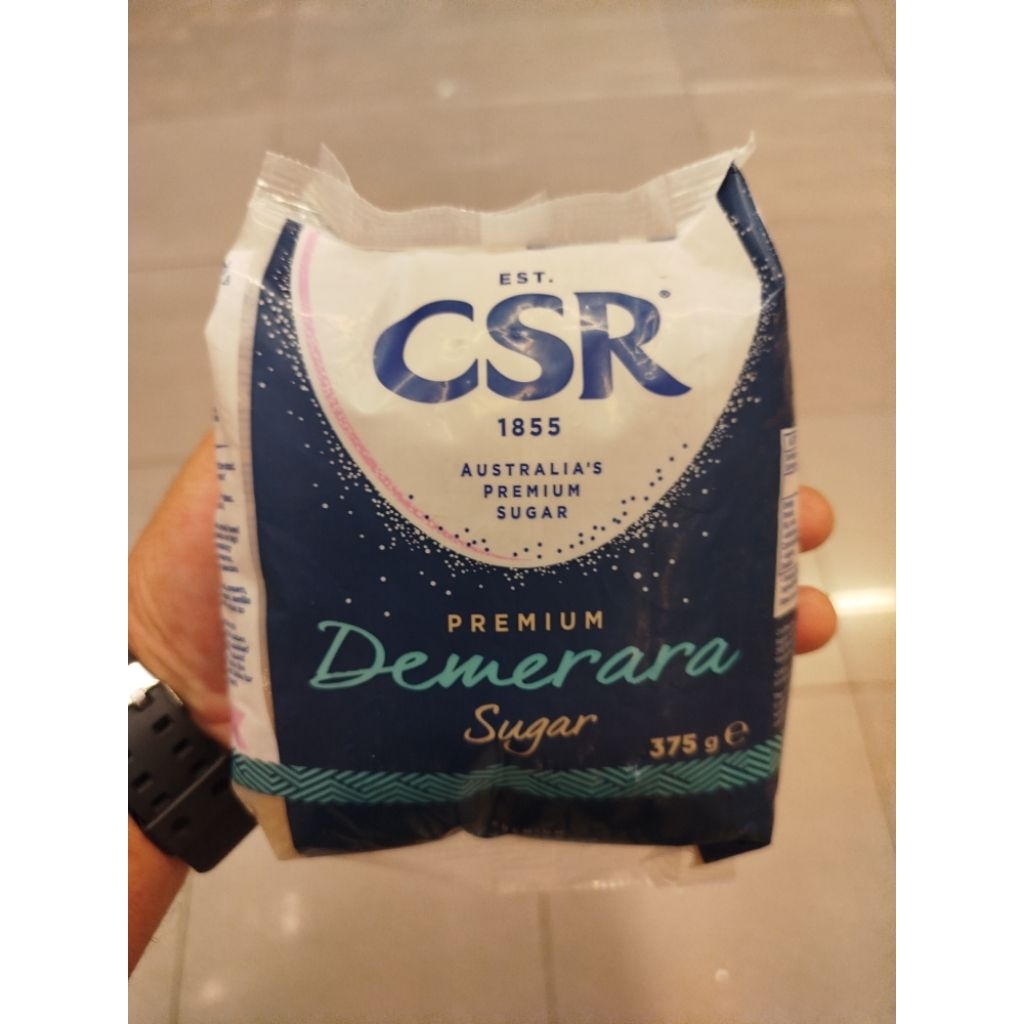 EST.
CSR®
1855
AUSTRALIA'S
PREMIUM
SUGAR
PREMIUM
Demerara
Sugar
375 g ℮